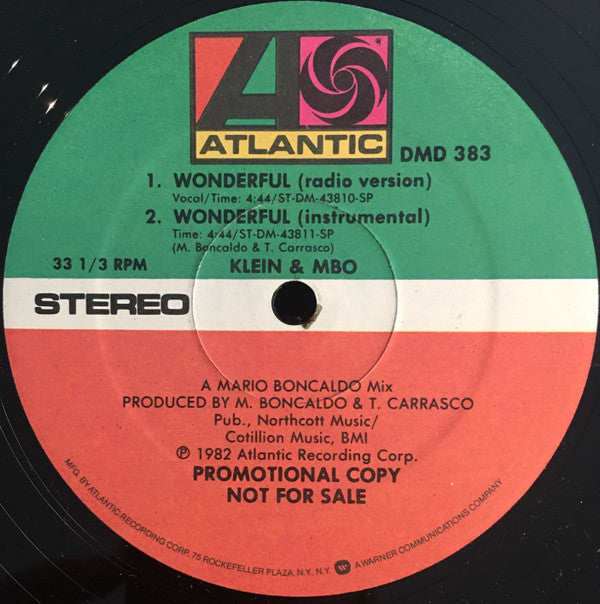 ATLANTIC
DMD 383
1. WONDERFUL (radio version)
Vocal/Time: 4:44/ST-DM-43810-SP
2. WONDERFUL (instrumental)
Time: 4:44/ST-DM-43811-SP
(M. Boncaldo & T. Carrasco)
33 1/3 RPM
KLEIN & MBO
STEREO
A MARIO BONCALDO Mix
PRODUCED BY M. BONCALDO & T. CARRASCO
Pub., Northcott Music/
Cotillion Music, BMI
℗ 1982 Atlantic Recording Corp.
PROMOTIONAL COPY
NOT FOR SALE
MFG. BY ATLANTIC RECORDING CORP. 75 ROCKEFELLER PLAZA, N.Y., N.Y. A WARNER COMMUNICATIONS COMPANY